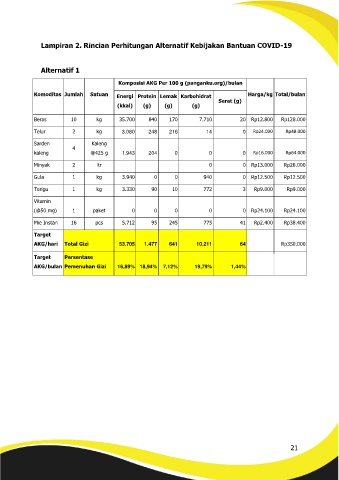 Lampiran 2. Rincian Perhitungan Alternatif Kebijakan Bantuan COVID-19
Alternatif 1
Komposisi AKG Per 100 g (panganku.org)/bulan
Komoditas Jumlah Satuan Energi (kkal) Protein (g) Lemak (g) Karbohidrat (g) Serat (g) Harga/kg Total/bulan
Beras 10 kg 35.700 840 170 7.710 20 Rp12.800 Rp128.000
Telur 2 kg 3.080 248 216 14 0 Rp24.000 Rp48.000
Sarden kaleng 4 Kaleng @425 g 1.943 204 0 0 0 Rp16.000 Rp64.000
Minyak 2 ltr 0 0 Rp13.000 Rp26.000
Gula 1 kg 3.940 0 0 940 0 Rp12.500 Rp12.500
Terigu 1 kg 3.330 90 10 772 3 Rp9.000 Rp9.000
Vitamin (@50 mg) 1 paket 0 0 0 0 0 Rp24.100 Rp24.100
Mie Instan 16 pcs 5.712 95 245 775 41 Rp2.400 Rp38.400
Target AKG/hari Total Gizi 53.705 1.477 641 10.211 64 Rp350.000
Target AKG/bulan Persentase Pemenuhan Gizi 16,89% 18,94% 7,12% 19,79% 1,44%
21